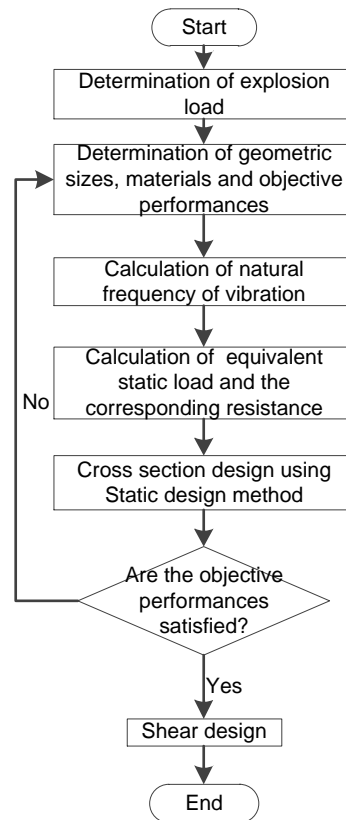 Start
Determination of explosion
load
Determination of geometric
sizes, materials and objective
performances
Calculation of natural
frequency of vibration
Calculation of equivalent
static load and the
corresponding resistance
No
Cross section design using
Static design method
Are the objective
performances
satisfied?
Yes
Shear design
End